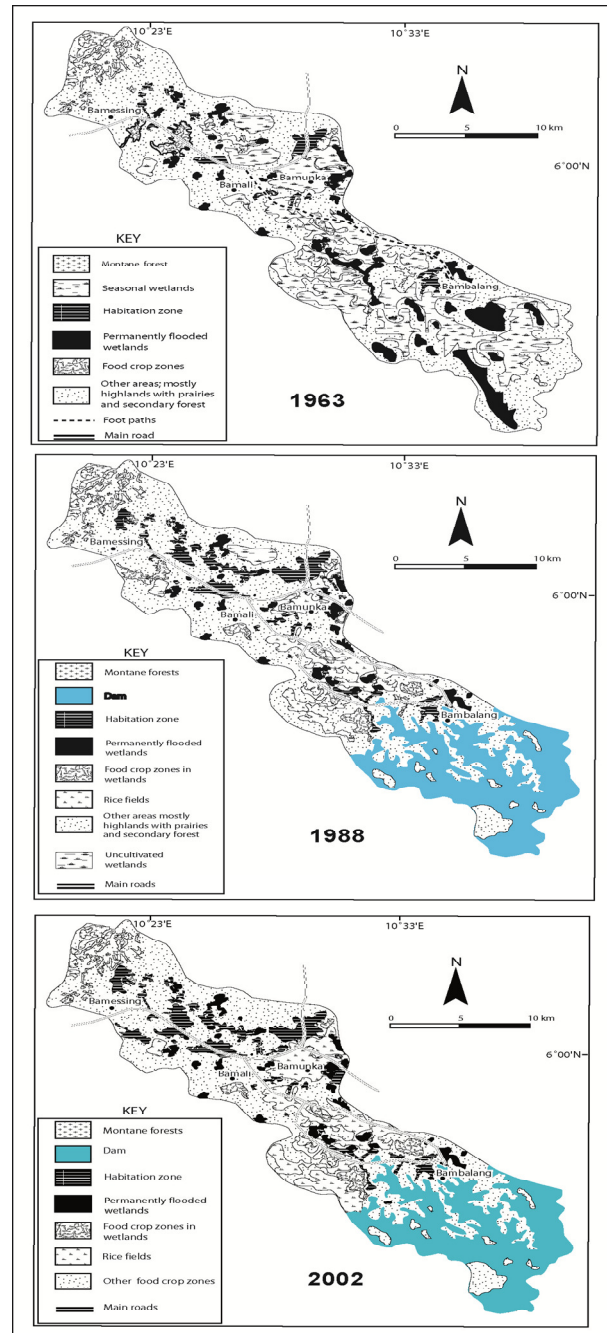 10°23'E 10°33'E
N
Bamessing
0 5 10 km
6°00'N
Bamunka
Bamali
KEY
Montane forest
Seasonal wetlands
Bambalang
Habitation zone
Permanently flooded
wetlands
Food crop zones
Other areas; mostly
highlands with prairies
and secondary forest
1963
Foot paths
Main road
10°23'E 10°33'E
N
Bamessing
0 5 10 km
6°00'N
Bamunka
Bamali
KEY
Montane forests
Dam
Habitation zone
Bambalang
Permanently flooded
wetlands
Food crop zones in
wetlands
Rice fields
Other areas mostly
highlands with prairies
and secondary forest
1988
Uncultivated
wetlands
Main roads
10°23'E 10°33'E
N
Bamessing
0 5 10 km
6°00'N
Bamunka
Bamali
KEY
Montane forests
Dam
Habitation zone
Bambalang
Permanently flooded
wetlands
Food crop zones in
wetlands
Rice fields
Other food crop zones
2002
Main roads